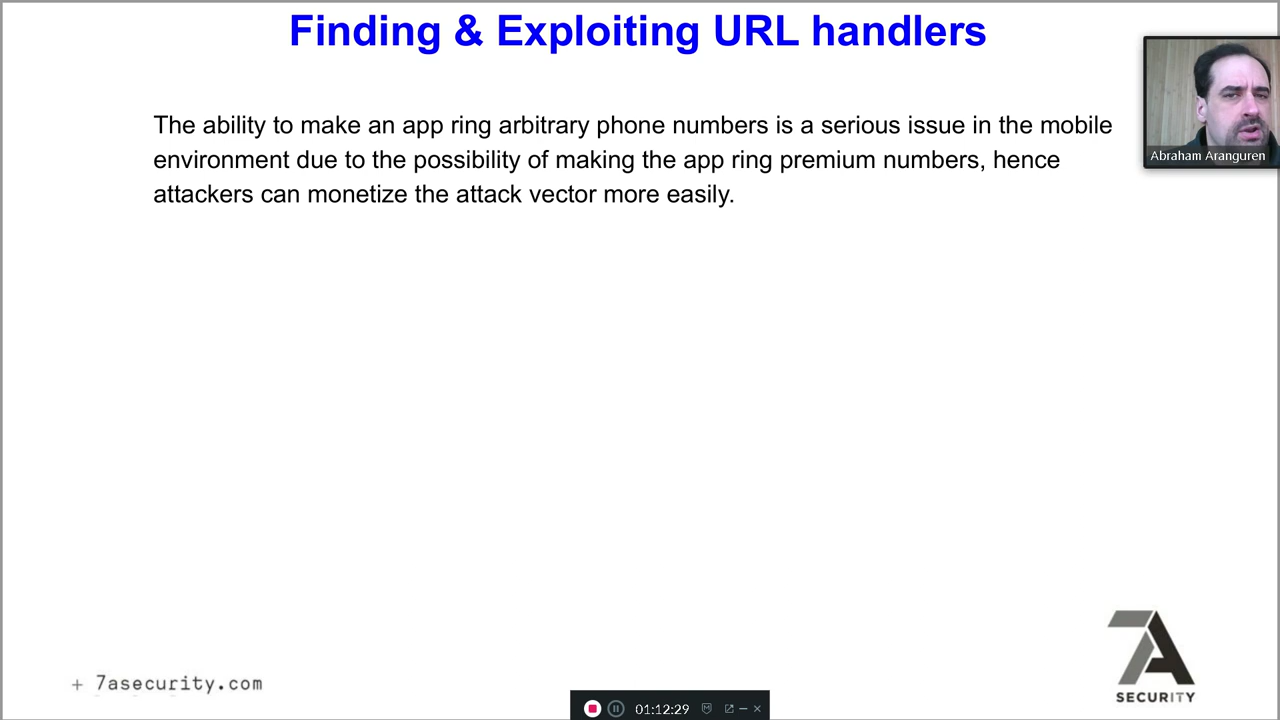 Finding & Exploiting URL handlers
The ability to make an app ring arbitrary phone numbers is a serious issue in the mobile
environment due to the possibility of making the app ring premium numbers, hence
attackers can monetize the attack vector more easily.
Abraham Aranguren
+ 7asecurity.com
7A
SECURITY
01:12:29